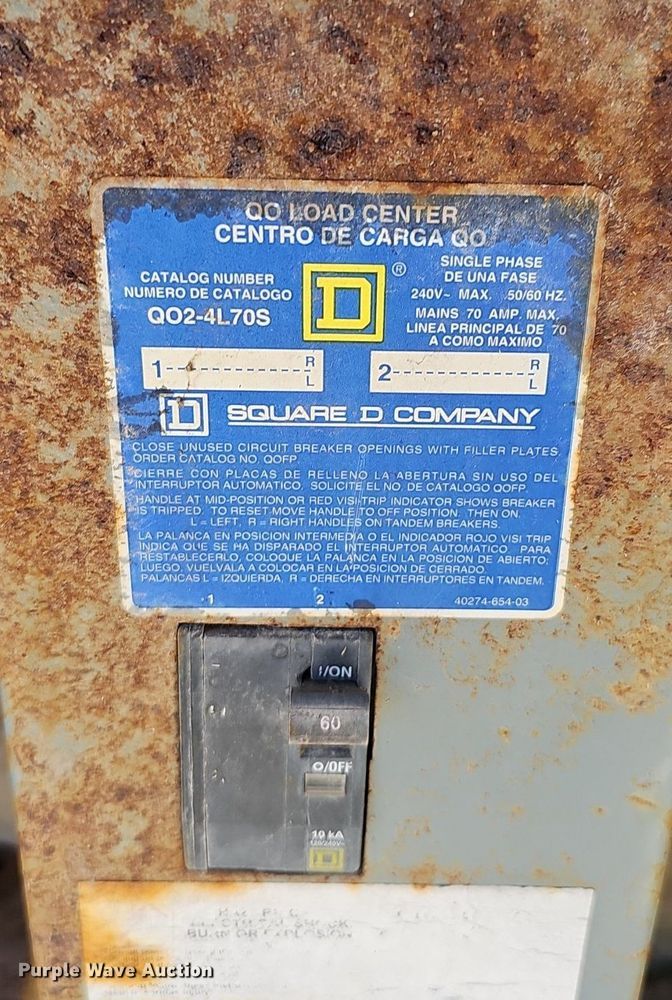 QO LOAD CENTER
CENTRO DE CARGA QO
CATALOG NUMBER
NUMERO DE CATALOGO
QO2-4L70S
D
®
SINGLE PHASE
DE UNA FASE
240V~ MAX. 50/60 HZ.
MAINS 70 AMP. MAX.
LINEA PRINCIPAL DE 70
A COMO MAXIMO
1 R
L
2 R
L
D SQUARE D COMPANY
CLOSE UNUSED CIRCUIT BREAKER OPENINGS WITH FILLER PLATES.
ORDER CATALOG NO. QOFP.
CIERRE CON PLACAS DE RELLENO LA ABERTURA SIN USO DEL
INTERRUPTOR AUTOMATICO. SOLICITE EL NO. DE CATALOGO QOFP.
HANDLE AT MID-POSITION OR RED VISI-TRIP INDICATOR SHOWS BREAKER
IS TRIPPED. TO RESET MOVE HANDLE TO OFF POSITION. THEN ON.
L = LEFT, R = RIGHT HANDLES ON TANDEM BREAKERS.
LA PALANCA EN POSICION INTERMEDIA O EL INDICADOR ROJO VISI TRIP
INDICA QUE SE HA DISPARADO EL INTERRUPTOR AUTOMATICO. PARA
RESTABLECERLO, COLOQUE LA PALANCA EN LA POSICION DE ABIERTO;
LUEGO, VUELVALA A COLOCAR EN LA POSICION DE CERRADO.
PALANCAS L = IZQUIERDA, R = DERECHA EN INTERRUPTORES EN TANDEM.
1 2 40274-654-03
I/ON
60
O/OFF
10 kA
120/240V~
D
BURN OR EXPLOSION
Purple Wave Auction